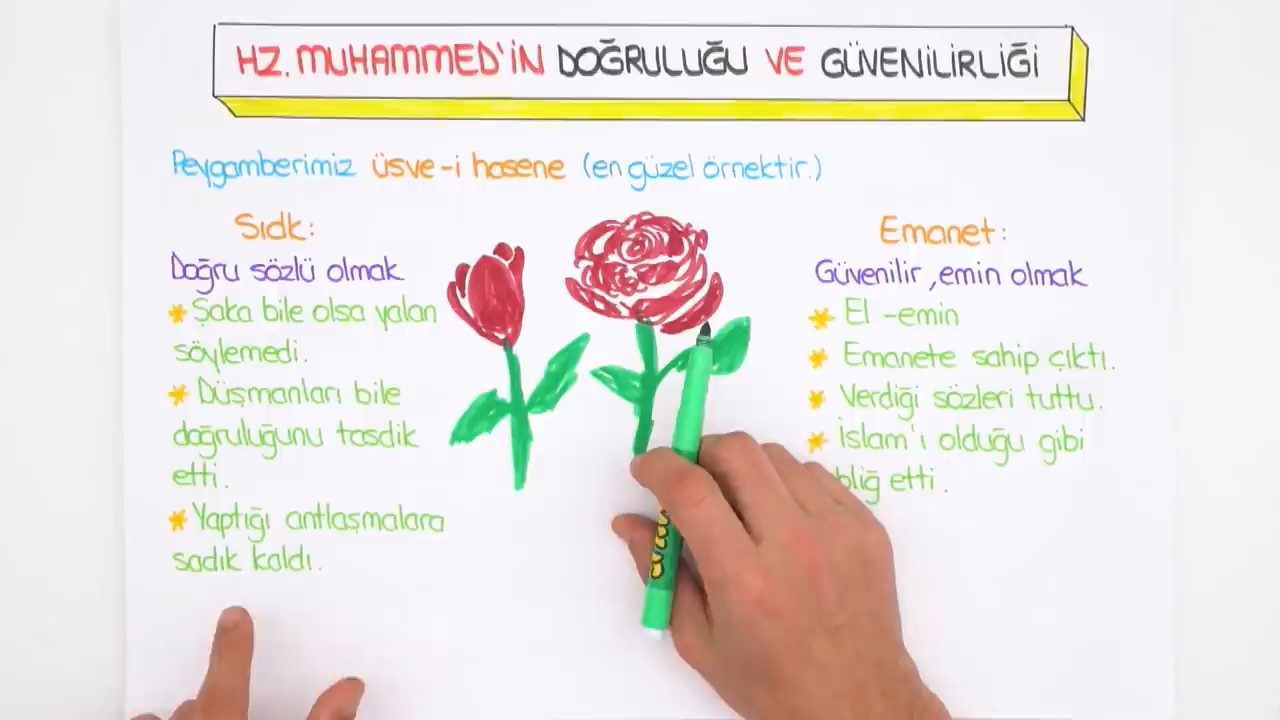 HZ. MUHAMMED'İN DOĞRULUĞU VE GÜVENİLİRLİĞİ
Peygamberimiz üsve-i hasene (en güzel örnektir.)
Sıdk:
Doğru sözlü olmak
* Şaka bile olsa yalan
söylemedi.
* Düşmanları bile
doğruluğunu tasdik
etti.
* Yaptığı antlaşmalara
sadık kaldı.
Emanet:
Güvenilir, emin olmak
* El -emin
* Emanete sahip çıktı.
* Verdiği sözleri tuttu.
* İslam'ı olduğu gibi
etti.